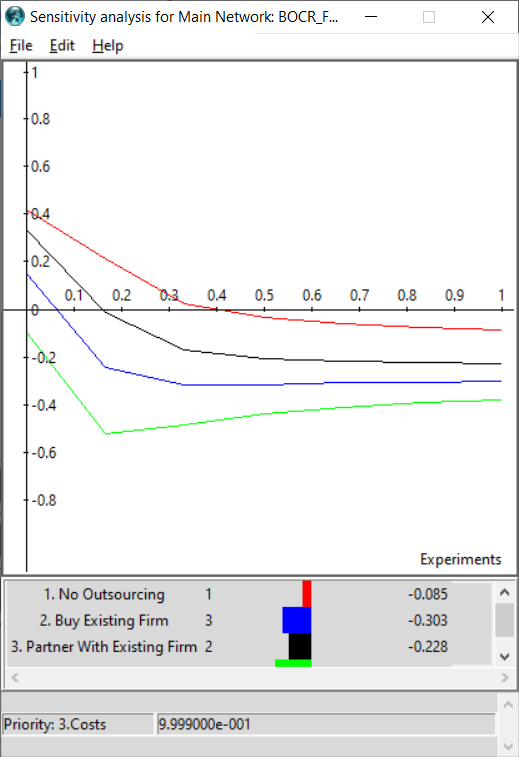 Sensitivity analysis for Main Network: BOCR_F...
File Edit Help
1
0.8
0.6
0.4
0.2
0.1 0.2 0.3 0.4 0.5 0.6 0.7 0.8 0.9 1
0
-0.2
-0.4
-0.6
-0.8
Experiments
1. No Outsourcing 1 -0.085
2. Buy Existing Firm 3 -0.303
3. Partner With Existing Firm 2 -0.228
Priority: 3.Costs 9.999000e-001